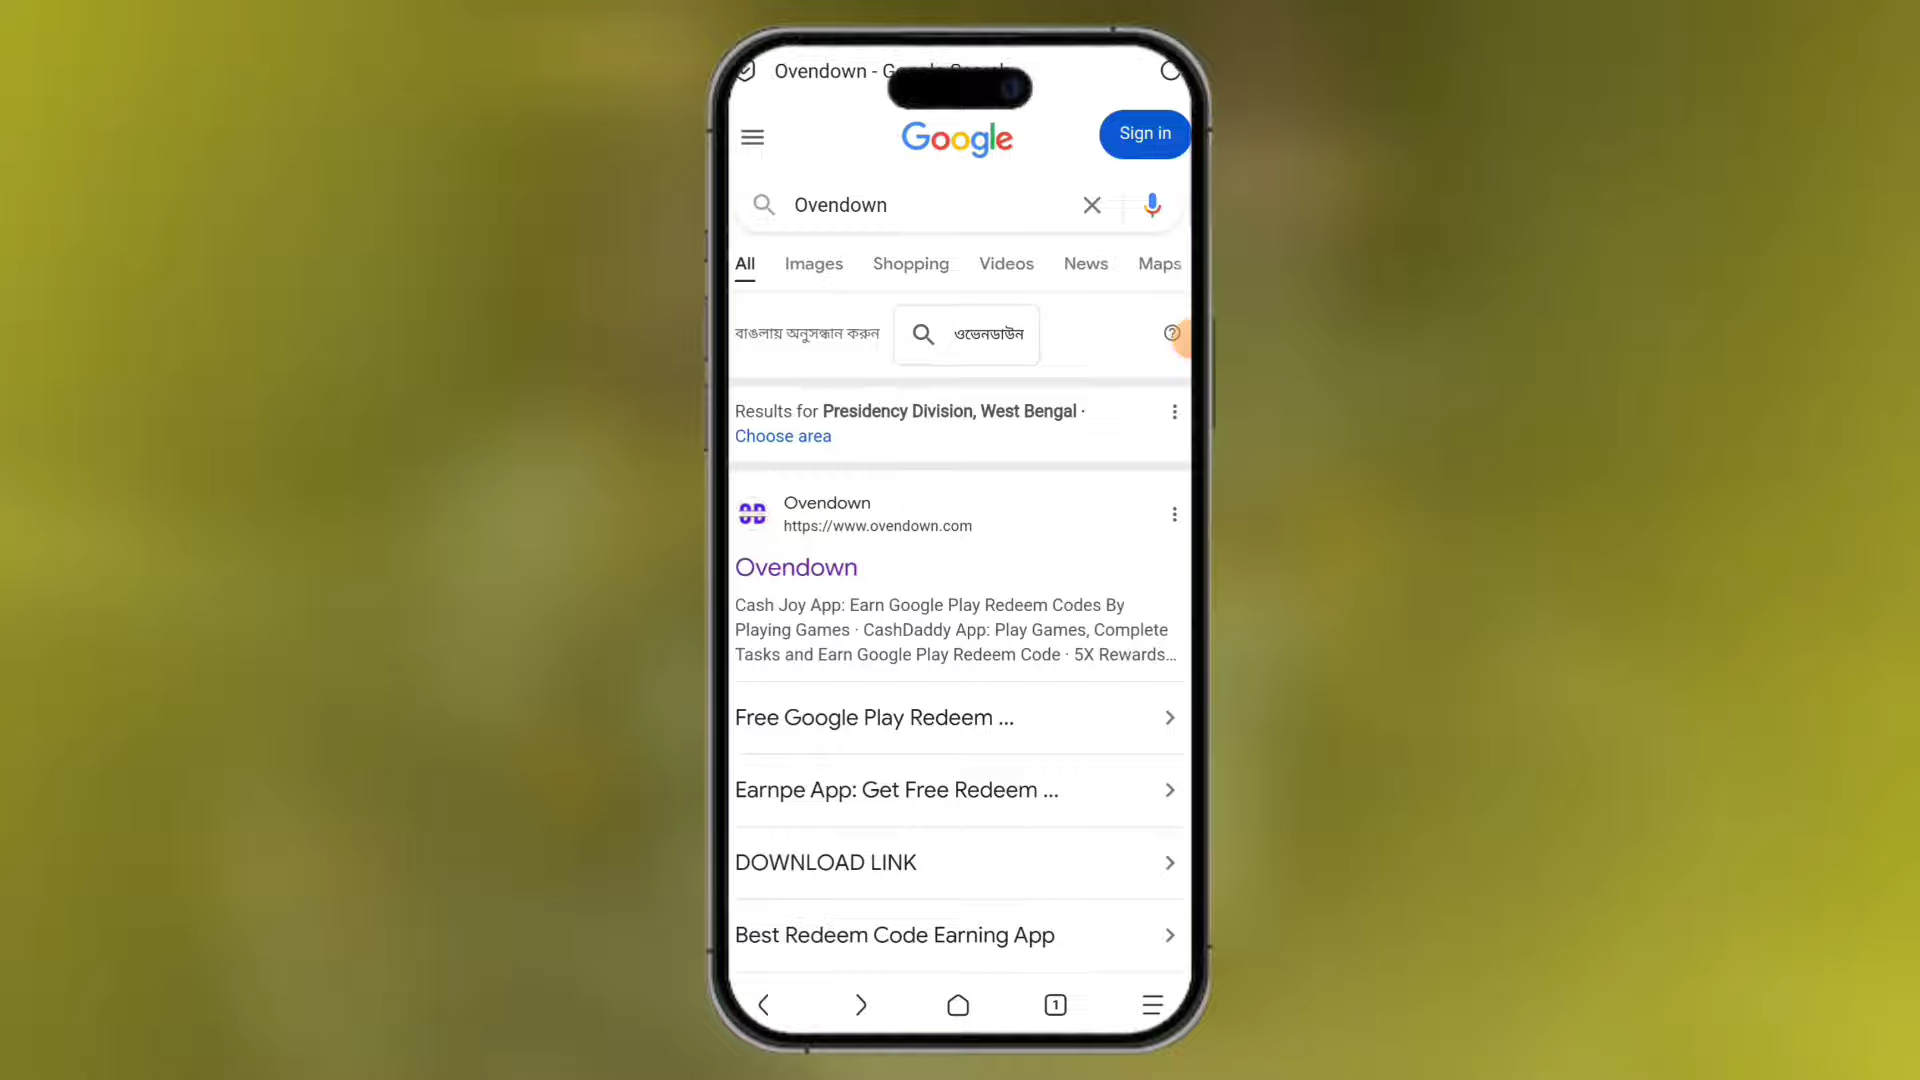 Ovendown - Google Search
Google
Sign in
Ovendown
All Images Shopping Videos News Maps
বাঙলায় অনুসন্ধান করুন ওভেনডাউন
Results for Presidency Division, West Bengal ·
Choose area
OD
Ovendown
https://www.ovendown.com
Ovendown
Cash Joy App: Earn Google Play Redeem Codes By
Playing Games · CashDaddy App: Play Games, Complete
Tasks and Earn Google Play Redeem Code · 5X Rewards...
Free Google Play Redeem ...
Earnpe App: Get Free Redeem ...
DOWNLOAD LINK
Best Redeem Code Earning App
1